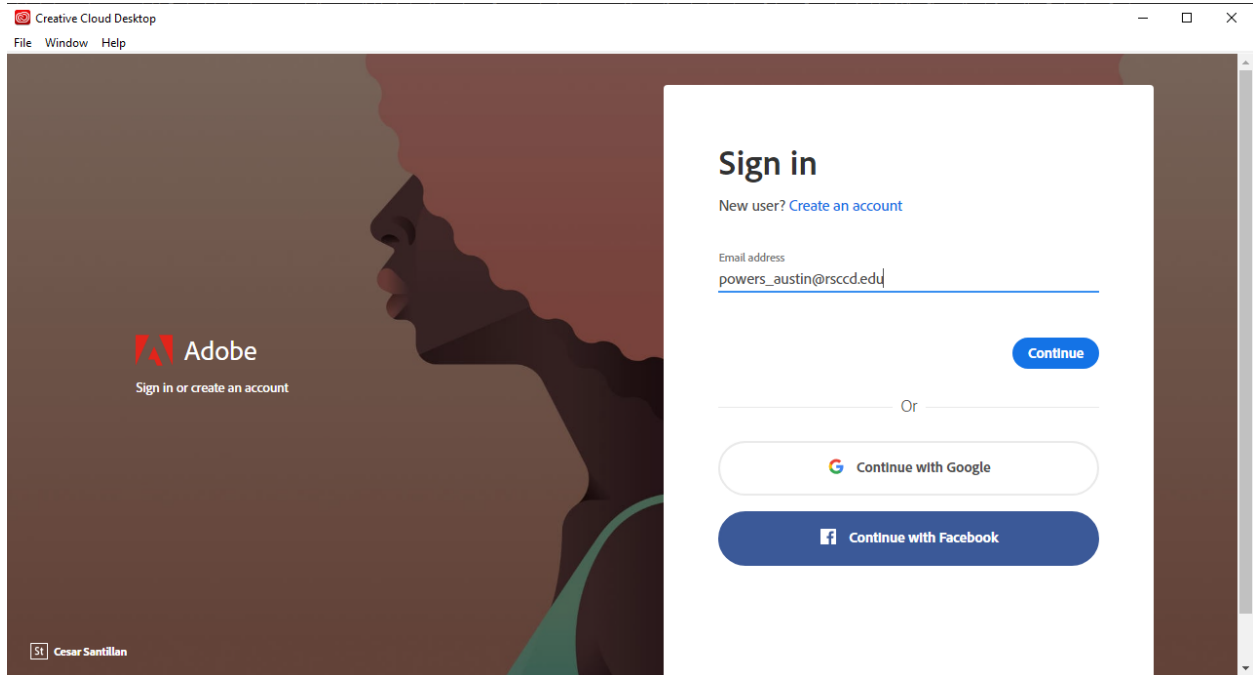 Creative Cloud Desktop
File Window Help
Sign in
New user? Create an account
Email address
powers_austin@rsccd.edu
Continue
Or
Continue with Google
Continue with Facebook
Adobe
Sign in or create an account
St Cesar Santillan